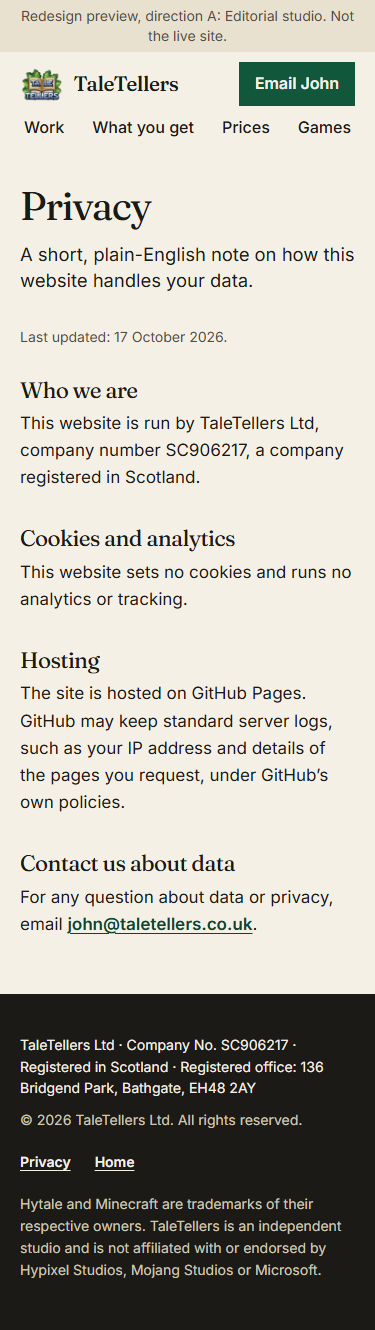 Redesign preview, direction A: Editorial studio. Not
the live site.
TALE
TELLERS
TaleTellers
Email John
Work
What you get
Prices
Games
Privacy
A short, plain-English note on how this
website handles your data.
Last updated: 17 October 2026.
Who we are
This website is run by TaleTellers Ltd,
company number SC906217, a company
registered in Scotland.
Cookies and analytics
This website sets no cookies and runs no
analytics or tracking.
Hosting
The site is hosted on GitHub Pages.
GitHub may keep standard server logs,
such as your IP address and details of
the pages you request, under GitHub’s
own policies.
Contact us about data
For any question about data or privacy,
email john@taletellers.co.uk.
TaleTellers Ltd · Company No. SC906217 ·
Registered in Scotland · Registered office: 136
Bridgend Park, Bathgate, EH48 2AY
© 2026 TaleTellers Ltd. All rights reserved.
Privacy
Home
Hytale and Minecraft are trademarks of their
respective owners. TaleTellers is an independent
studio and is not affiliated with or endorsed by
Hypixel Studios, Mojang Studios or Microsoft.